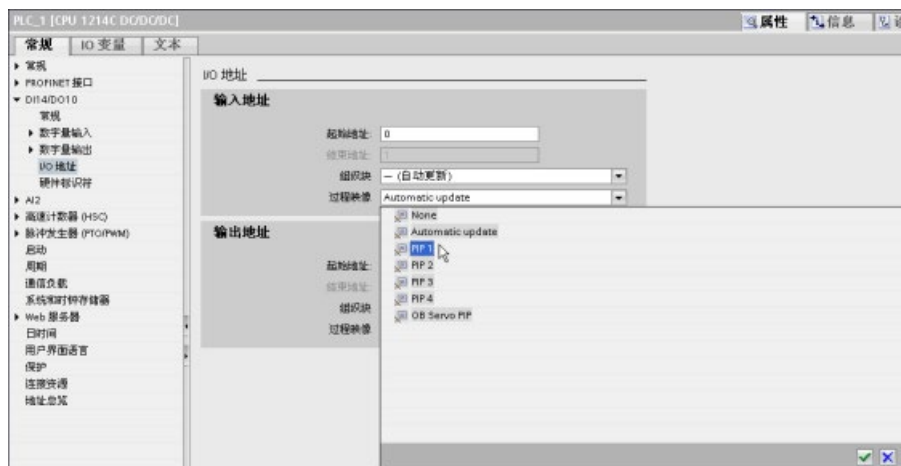 PLC_1 [CPU 1214C DC/DC/DC]
属性 信息
常规 IO 变量 文本
常规
PROFINET 接口
DI14/DO10
常规
数字量输入
数字量输出
I/O 地址
硬件标识符
AI2
高速计数器 (HSC)
脉冲发生器 (PTO/PWM)
启动
周期
通信负载
系统和时钟存储器
Web 服务器
日时间
用户界面语言
保护
连接资源
地址总览
I/O 地址
输入地址
起始地址: 0
结束地址: 1
组织块 — (自动更新)
过程映像 Automatic update
None
Automatic update
PIP 1
PIP 2
PIP 3
PIP 4
OB Servo PIP
输出地址
起始地址:
结束地址:
组织块
过程映像